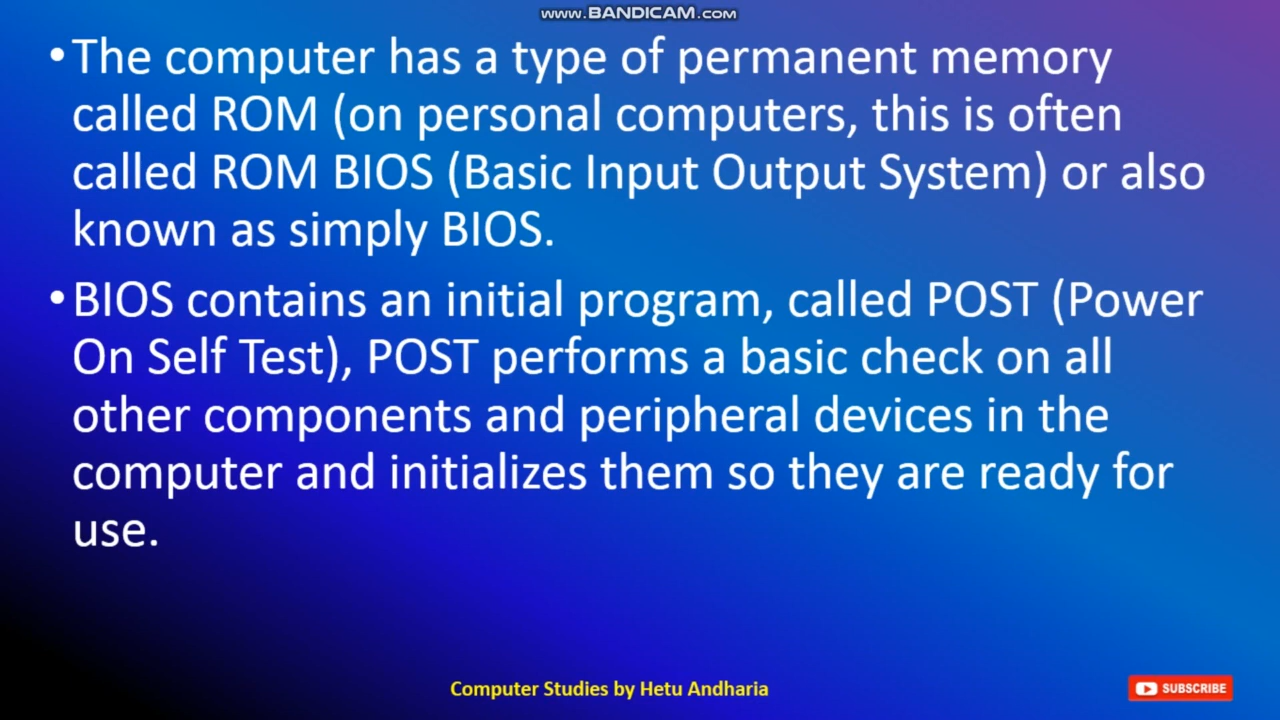 www.BANDICAM.com
•The computer has a type of permanent memory
called ROM (on personal computers, this is often
called ROM BIOS (Basic Input Output System) or also
known as simply BIOS.
•BIOS contains an initial program, called POST (Power
On Self Test), POST performs a basic check on all
other components and peripheral devices in the
computer and initializes them so they are ready for
use.
Computer Studies by Hetu Andharia
SUBSCRIBE